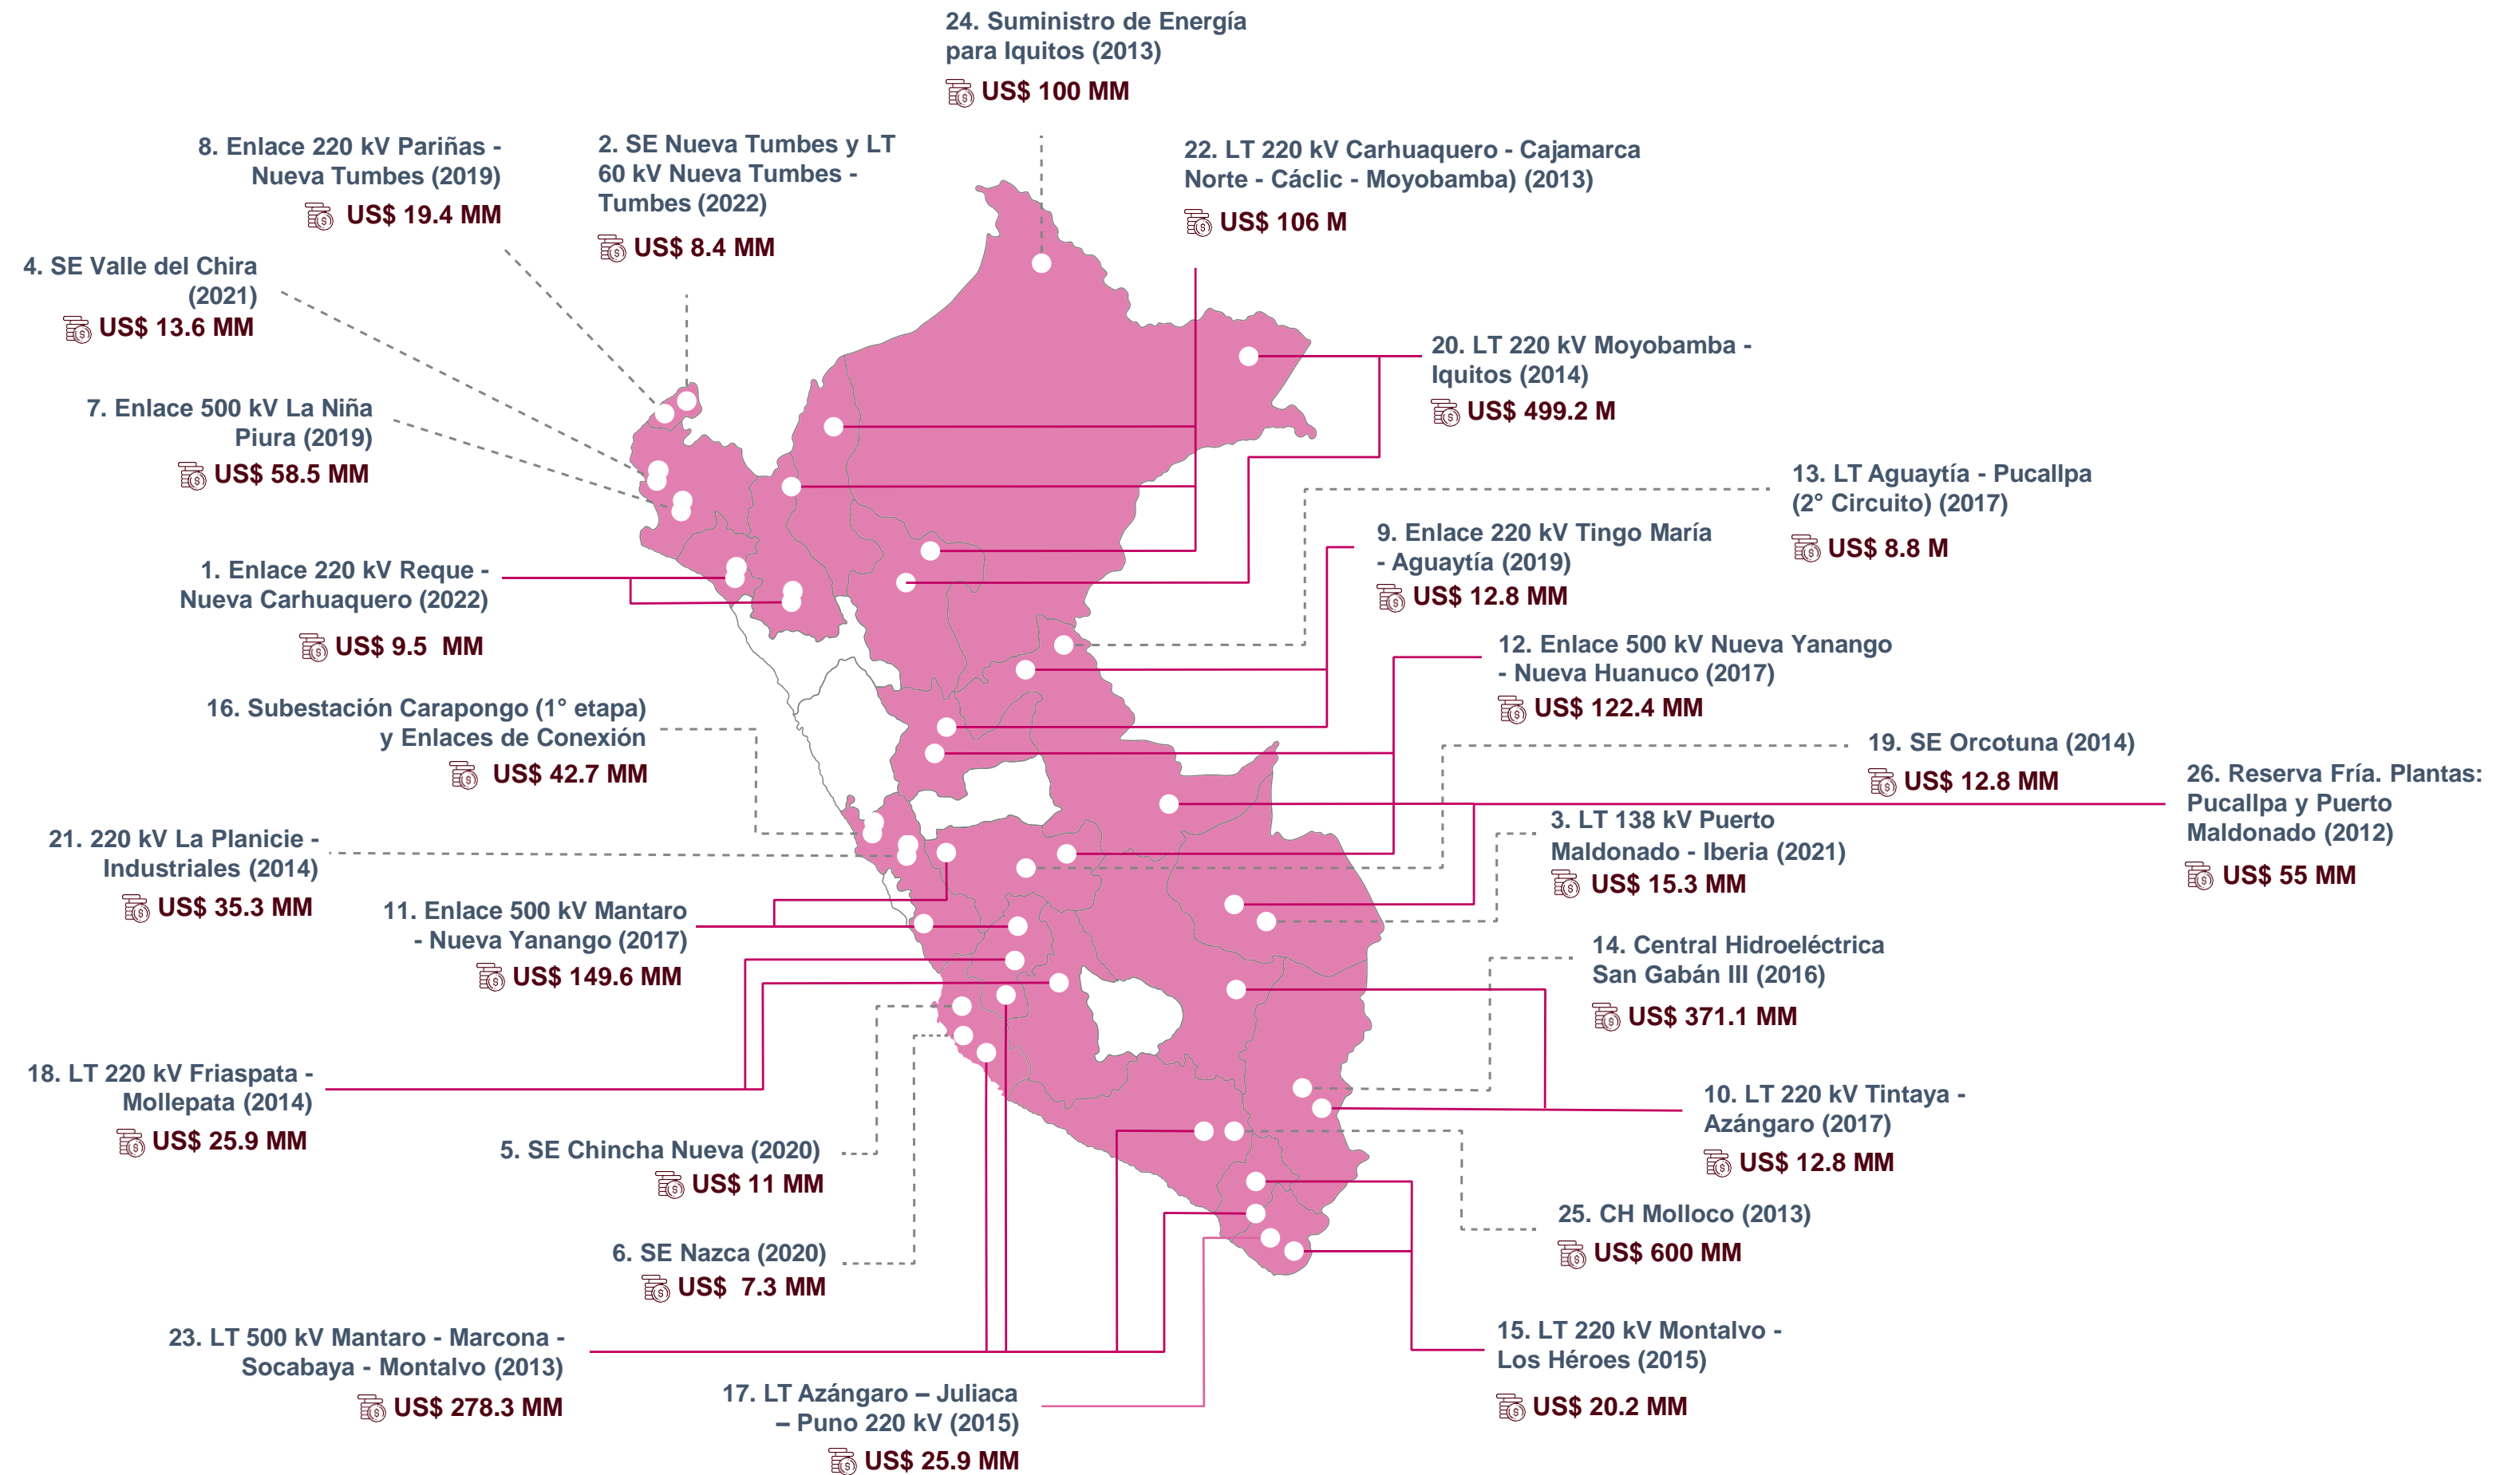 24. Suministro de Energía
para Iquitos (2013)
US$ 100 MM
8. Enlace 220 kV Pariñas -
Nueva Tumbes (2019)
US$ 19.4 MM
2. SE Nueva Tumbes y LT
60 kV Nueva Tumbes -
Tumbes (2022)
US$ 8.4 MM
22. LT 220 kV Carhuaquero - Cajamarca
Norte - Cáclic - Moyobamba) (2013)
US$ 106 M
4. SE Valle del Chira
(2021)
US$ 13.6 MM
20. LT 220 kV Moyobamba -
Iquitos (2014)
US$ 499.2 M
7. Enlace 500 kV La Niña
Piura (2019)
US$ 58.5 MM
13. LT Aguaytía - Pucallpa
(2° Circuito) (2017)
US$ 8.8 M
9. Enlace 220 kV Tingo María
- Aguaytía (2019)
US$ 12.8 MM
1. Enlace 220 kV Reque -
Nueva Carhuaquero (2022)
US$ 9.5 MM
12. Enlace 500 kV Nueva Yanango
- Nueva Huanuco (2017)
US$ 122.4 MM
16. Subestación Carapongo (1° etapa)
y Enlaces de Conexión
US$ 42.7 MM
19. SE Orcotuna (2014)
US$ 12.8 MM
26. Reserva Fría. Plantas:
Pucallpa y Puerto
Maldonado (2012)
US$ 55 MM
21. 220 kV La Planicie -
Industriales (2014)
US$ 35.3 MM
3. LT 138 kV Puerto
Maldonado - Iberia (2021)
US$ 15.3 MM
11. Enlace 500 kV Mantaro
- Nueva Yanango (2017)
US$ 149.6 MM
14. Central Hidroeléctrica
San Gabán III (2016)
US$ 371.1 MM
18. LT 220 kV Friaspata -
Mollepata (2014)
US$ 25.9 MM
10. LT 220 kV Tintaya -
Azángaro (2017)
US$ 12.8 MM
5. SE Chincha Nueva (2020)
US$ 11 MM
25. CH Molloco (2013)
US$ 600 MM
6. SE Nazca (2020)
US$ 7.3 MM
23. LT 500 kV Mantaro - Marcona -
Socabaya - Montalvo (2013)
US$ 278.3 MM
15. LT 220 kV Montalvo -
Los Héroes (2015)
US$ 20.2 MM
17. LT Azángaro – Juliaca
– Puno 220 kV (2015)
US$ 25.9 MM